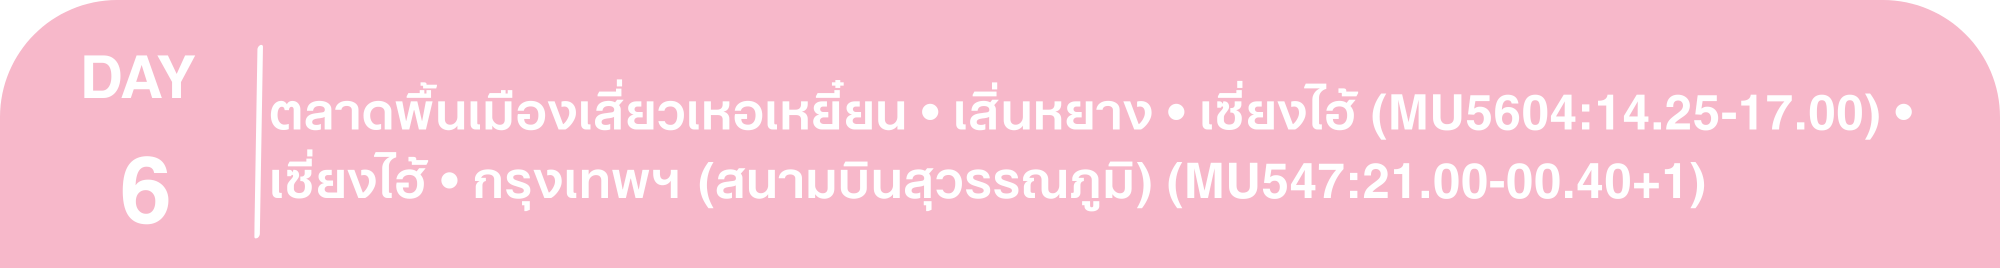 DAY
6
ตลาดพื้นเมืองเสี่ยวเหอเหยี๋ยน • เสิ่นหยาง • เซี่ยงไฮ้ (MU5604:14.25-17.00) •
เซี่ยงไฮ้ • กรุงเทพฯ (สนามบินสุวรรณภูมิ) (MU547:21.00-00.40+1)